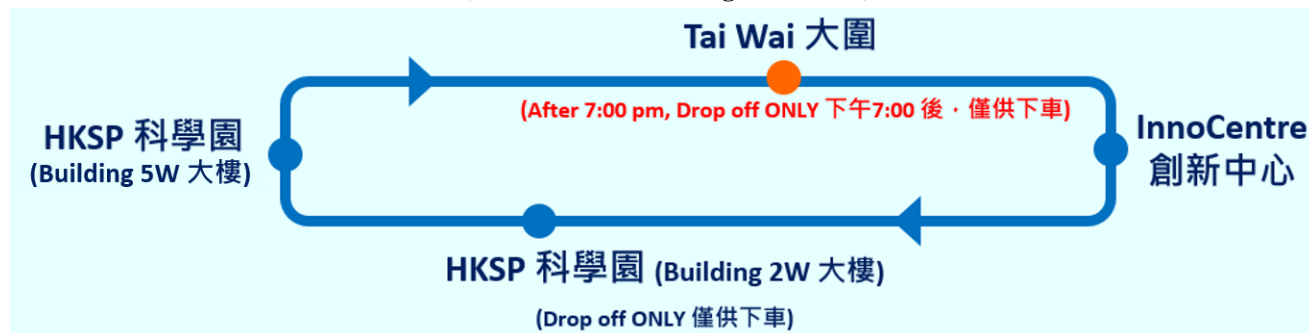 Tai Wai 大圍
(After 7:00 pm, Drop off ONLY 下午7:00 後，僅供下車)
HKSP 科學園
(Building 5W 大樓)
InnoCentre
創新中心
HKSP 科學園 (Building 2W 大樓)
(Drop off ONLY 僅供下車)